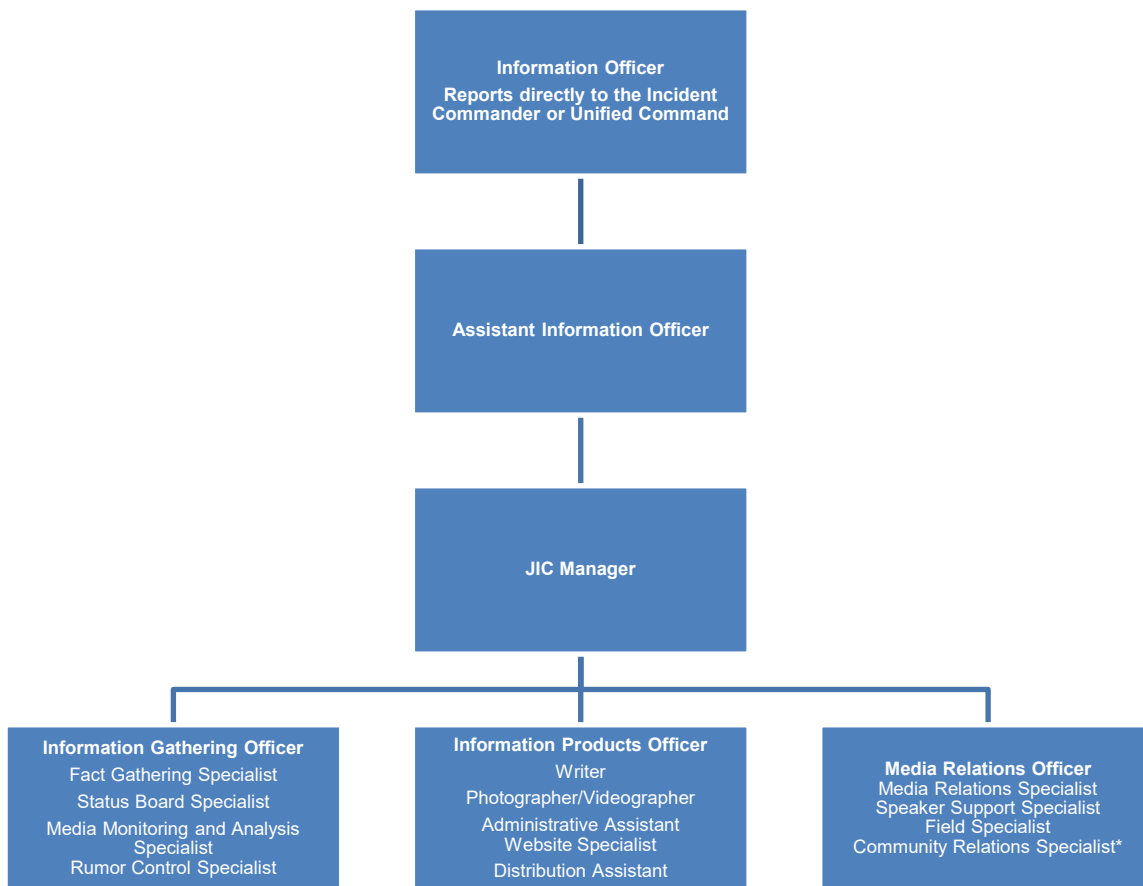 Information Officer
Reports directly to the Incident
Commander or Unified Command
Assistant Information Officer
JIC Manager
Information Gathering Officer
Fact Gathering Specialist
Status Board Specialist
Media Monitoring and Analysis
Specialist
Rumor Control Specialist
Information Products Officer
Writer
Photographer/Videographer
Administrative Assistant
Website Specialist
Distribution Assistant
Media Relations Officer
Media Relations Specialist
Speaker Support Specialist
Field Specialist
Community Relations Specialist*